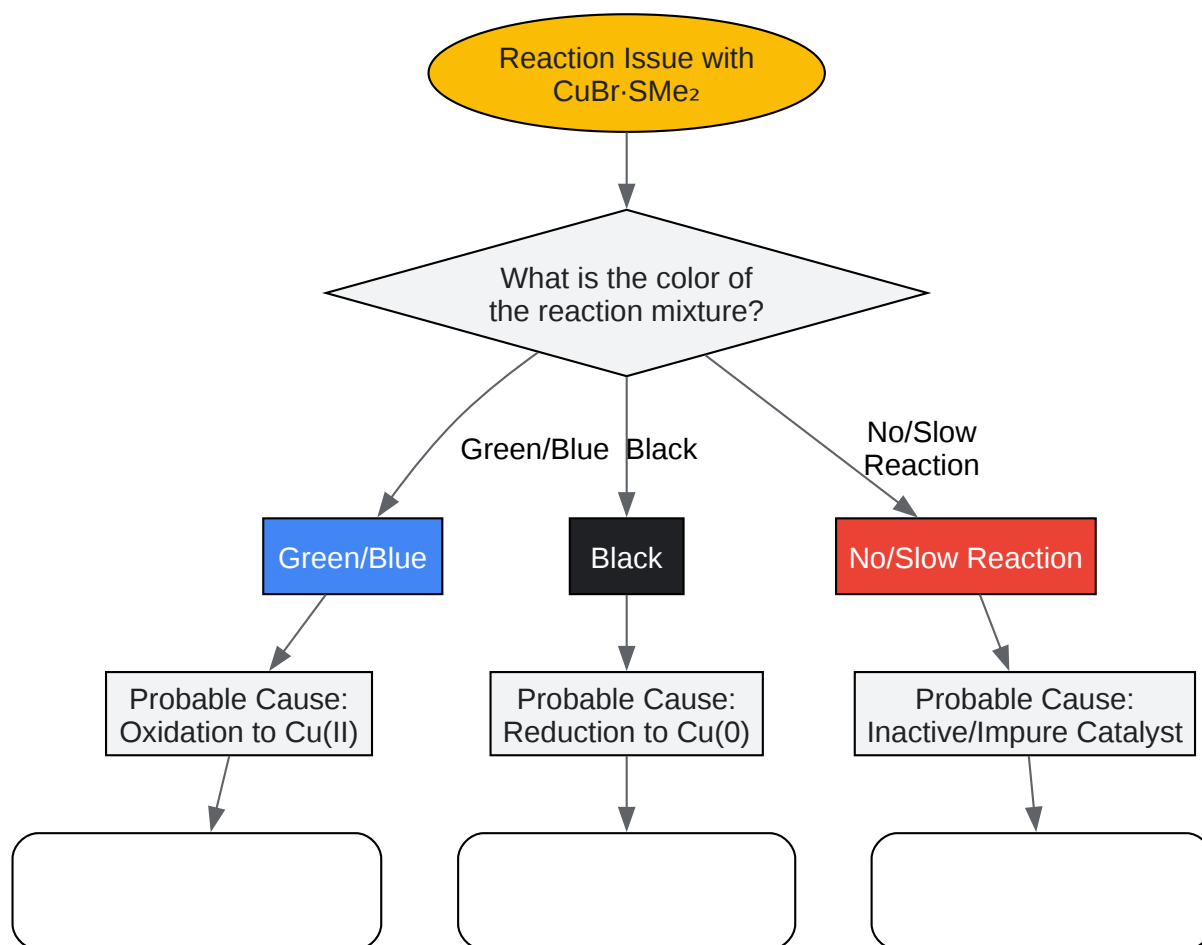 Reaction Issue with
CuBr·SMe₂
What is the color of
the reaction mixture?
Green/Blue
Black
No/Slow
Reaction
Green/Blue
Black
No/Slow Reaction
Probable Cause:
Oxidation to Cu(II)
Probable Cause:
Reduction to Cu(0)
Probable Cause:
Inactive/Impure Catalyst